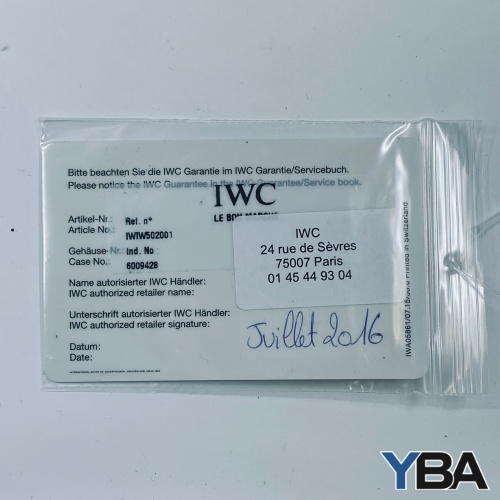 Bitte beachten Sie die IWC Garantie im IWC Garantie/Servicebuch.
Please notice the IWC Guarantee in the IWC Guarantee/Service book.
IWC
LE BON MARCHE
Artikel-Nr.: Ref. n°
Article No.: IWIW502001
Gehäuse-Nr.: Ind. No
Case No.: 6009428
IWC
24 rue de Sèvres
75007 Paris
01 45 44 93 04
Name autorisierter IWC Händler:
IWC authorized retailer name:
Unterschrift autorisierter IWC Händler:
IWC authorized retailer signature:
Juillet 2016
Datum:
Date:
Printed in Switzerland
YBA